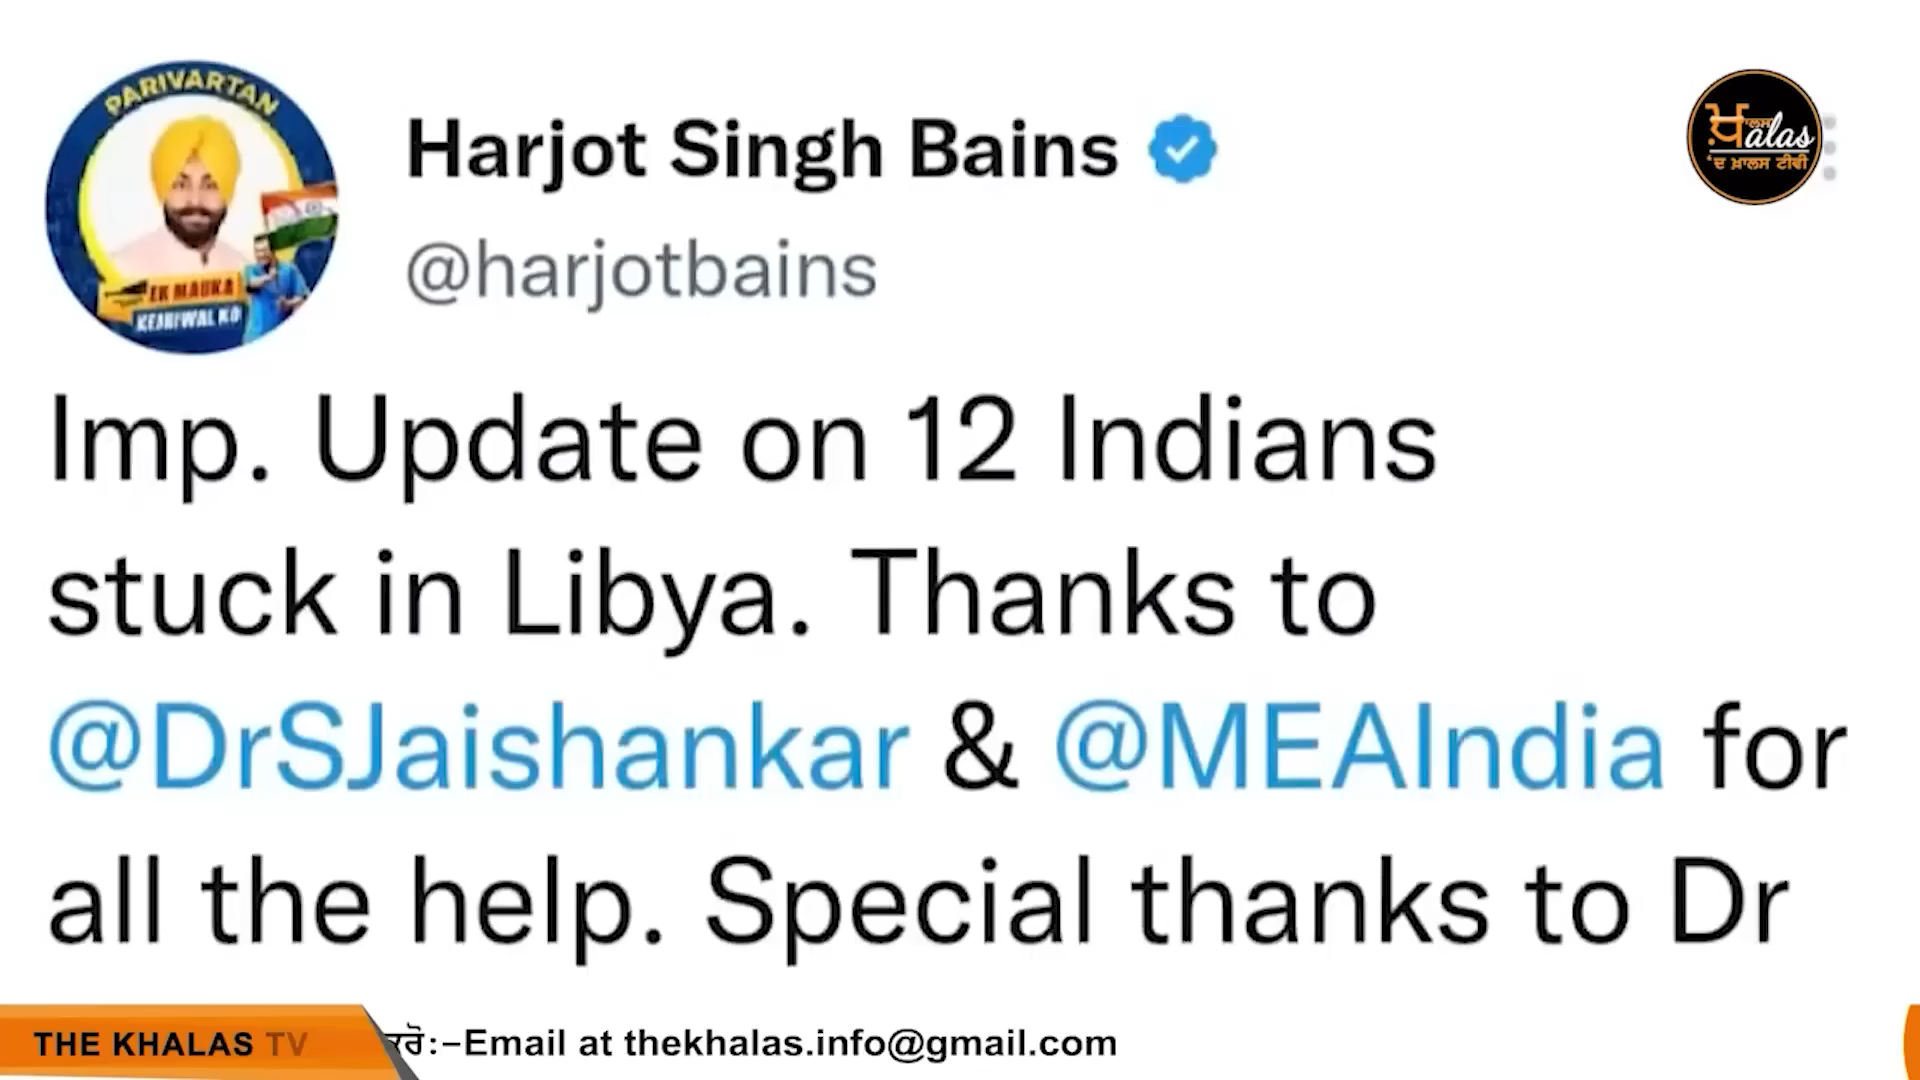 PARIVARTAN
EK MAUKA
KEJRIWAL KO
Harjot Singh Bains
@harjotbains
alas
'ਦ ਖ਼ਾਲਸ ਟੀਵੀ
Imp. Update on 12 Indians
stuck in Libya. Thanks to
@DrSJaishankar & @MEAIndia for
all the help. Special thanks to Dr
THE KHALAS TV
:-Email at thekhalas.info@gmail.com